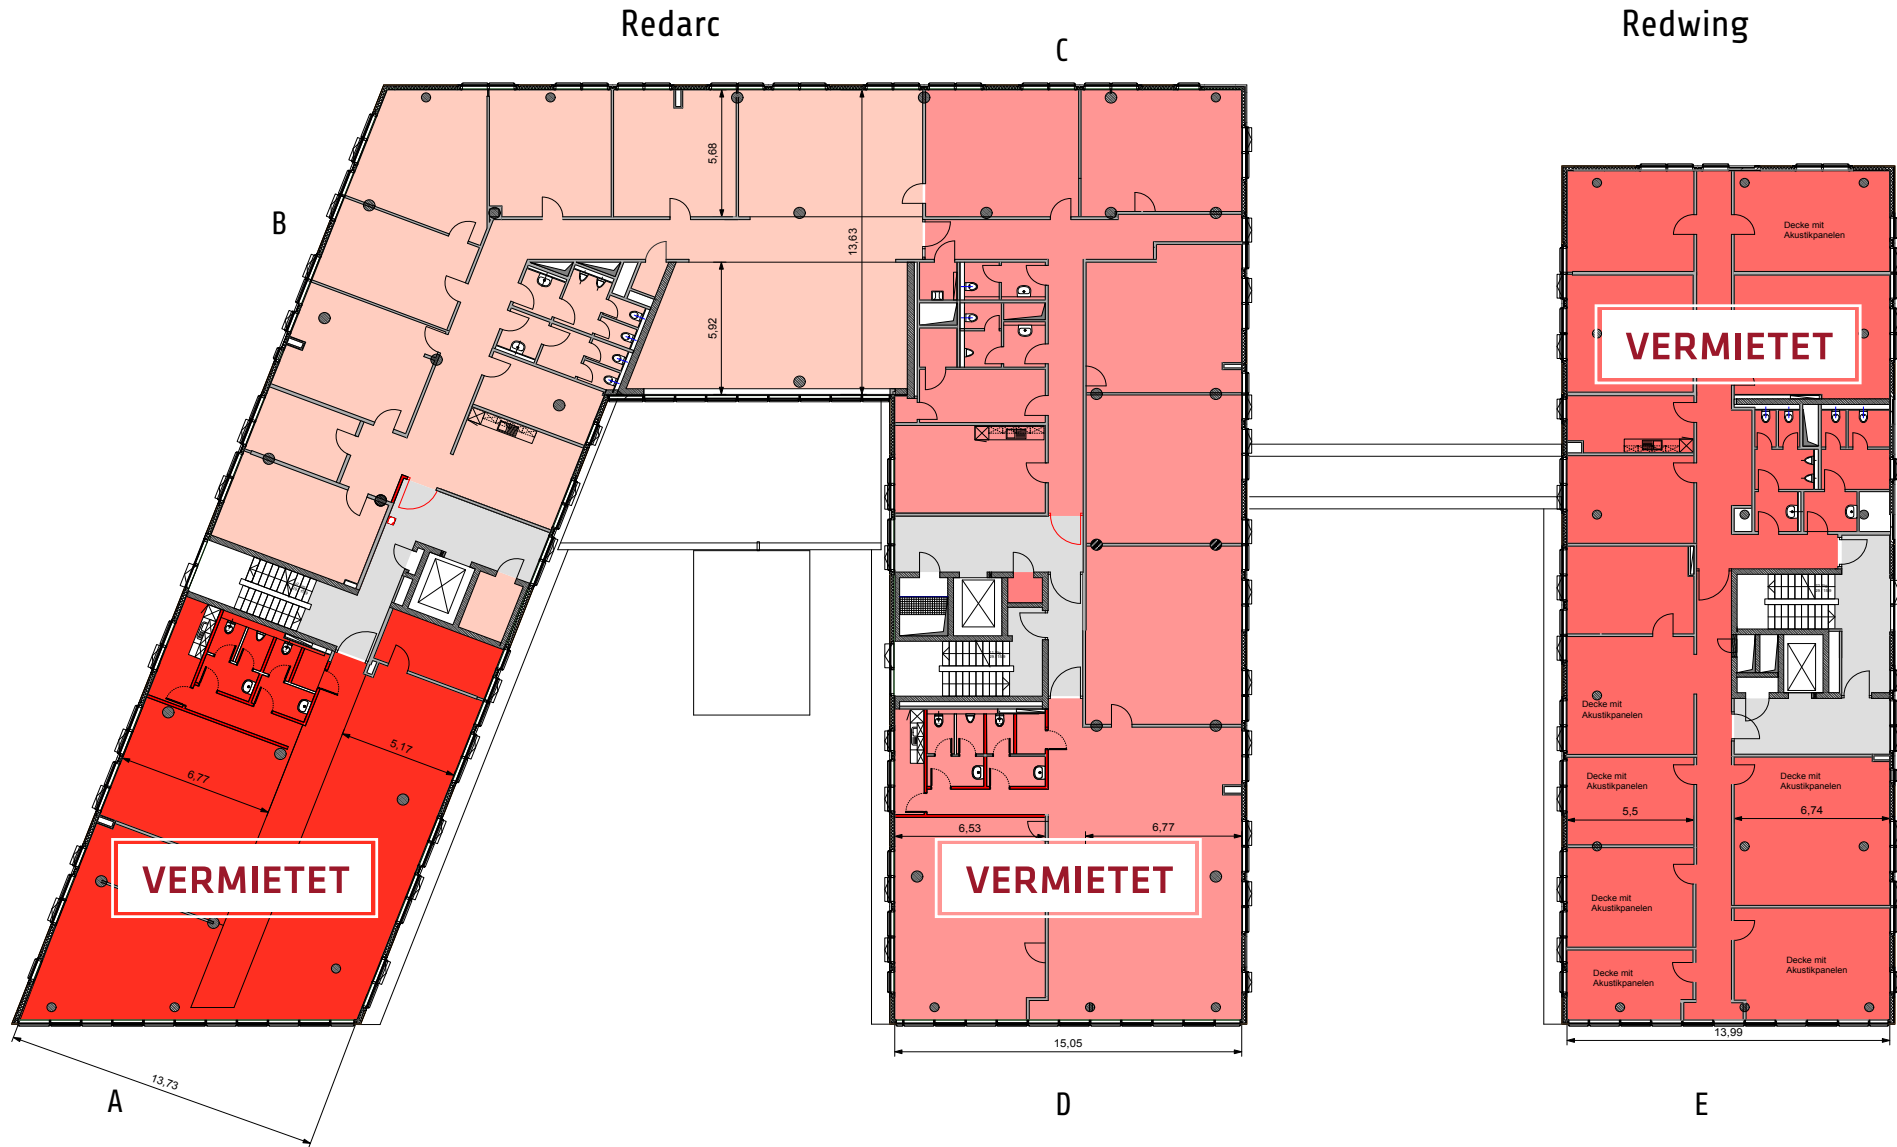 Redarc
Redwing
C
B
5,68
13,63
5,92
Decke mit
Akustikpanelen
VERMIETET
A
5,17
6,77
VERMIETET
13,73
6,53
6,77
VERMIETET
15,05
D
Decke mit
Akustikpanelen
Decke mit
Akustikpanelen
5,5
Decke mit
Akustikpanelen
6,74
Decke mit
Akustikpanelen
Decke mit
Akustikpanelen
Decke mit
Akustikpanelen
13,99
E